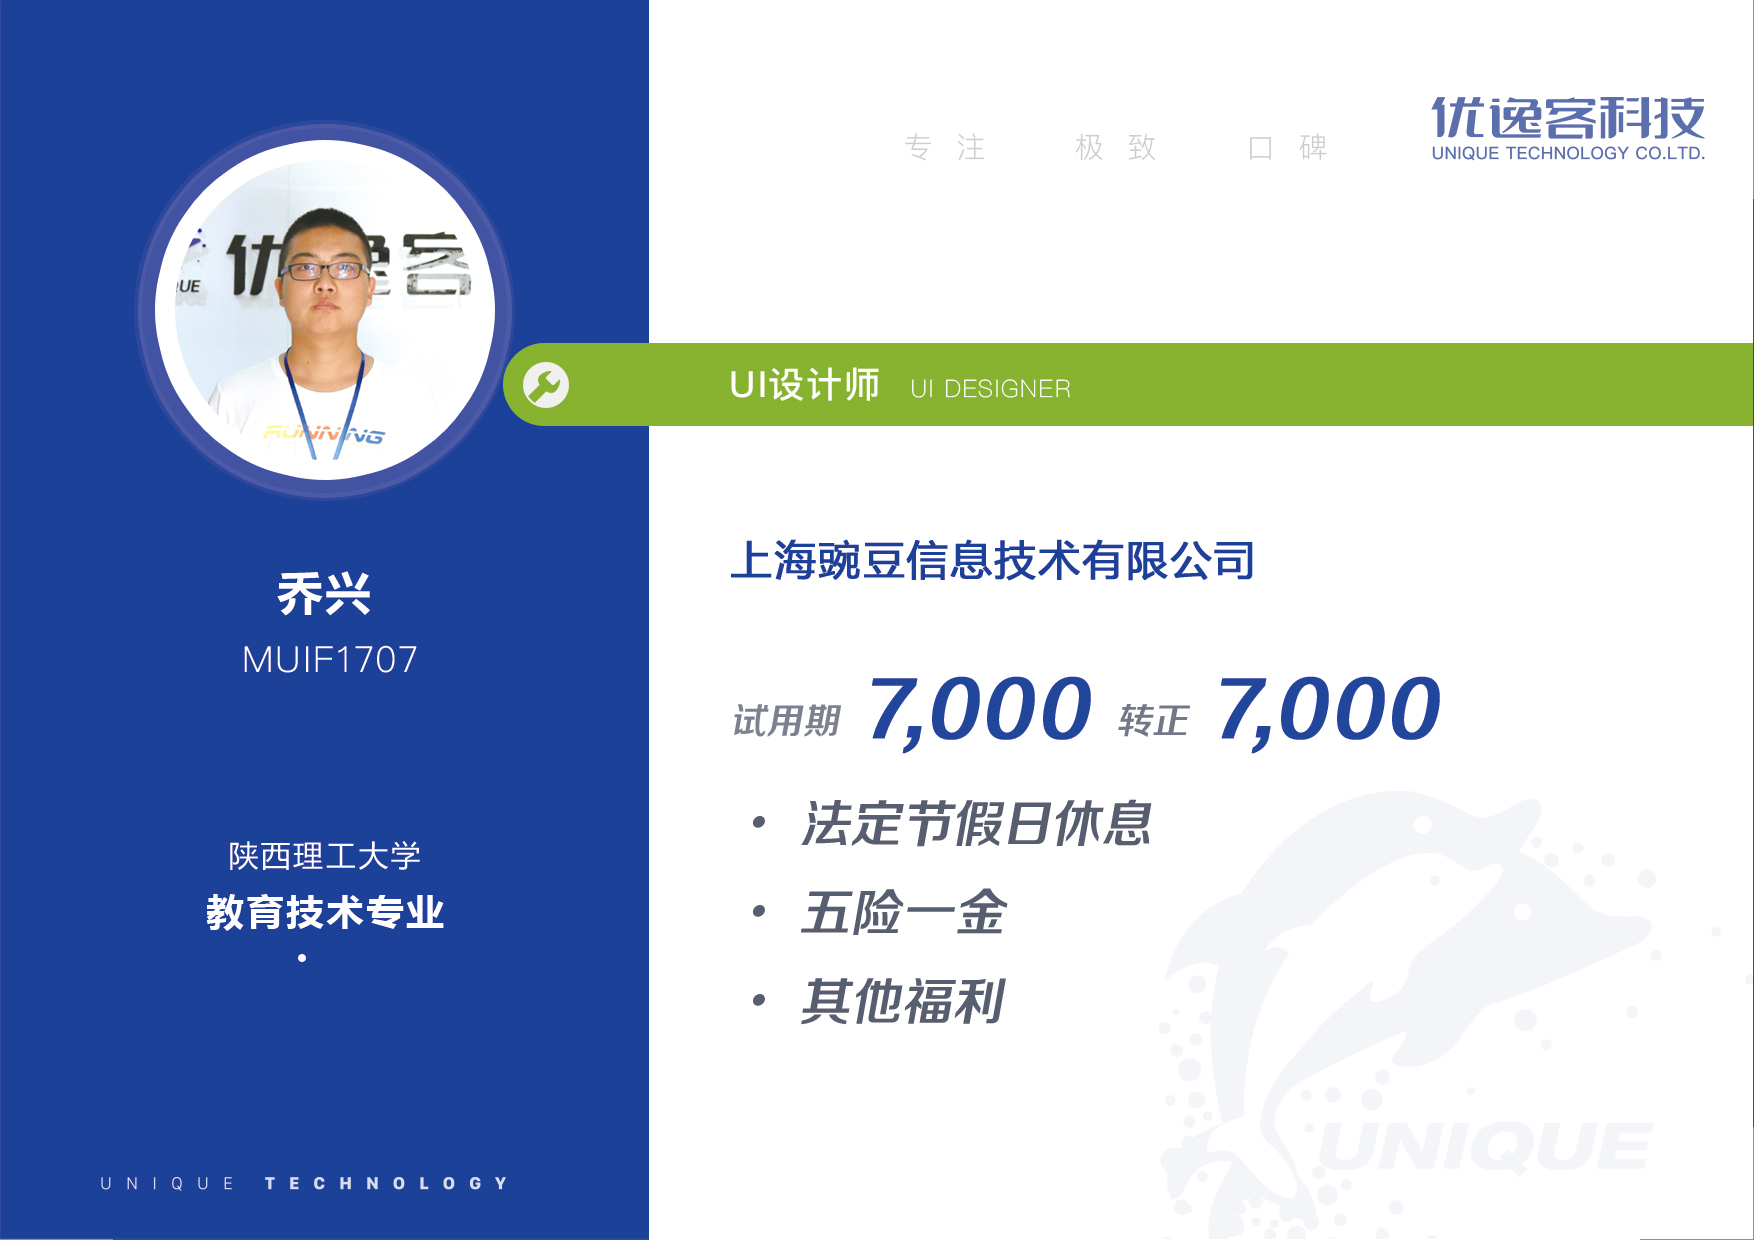 优逸客科技
UNIQUE TECHNOLOGY CO.LTD.
专注 极致 口碑
UE 优逸客
RUNNING
UI设计师 UI DESIGNER
乔兴
MUIF1707
陕西理工大学
教育技术专业
UNIQUE TECHNOLOGY
上海豌豆信息技术有限公司
试用期 7,000 转正 7,000
• 法定节假日休息
• 五险一金
• 其他福利
UNIQUE